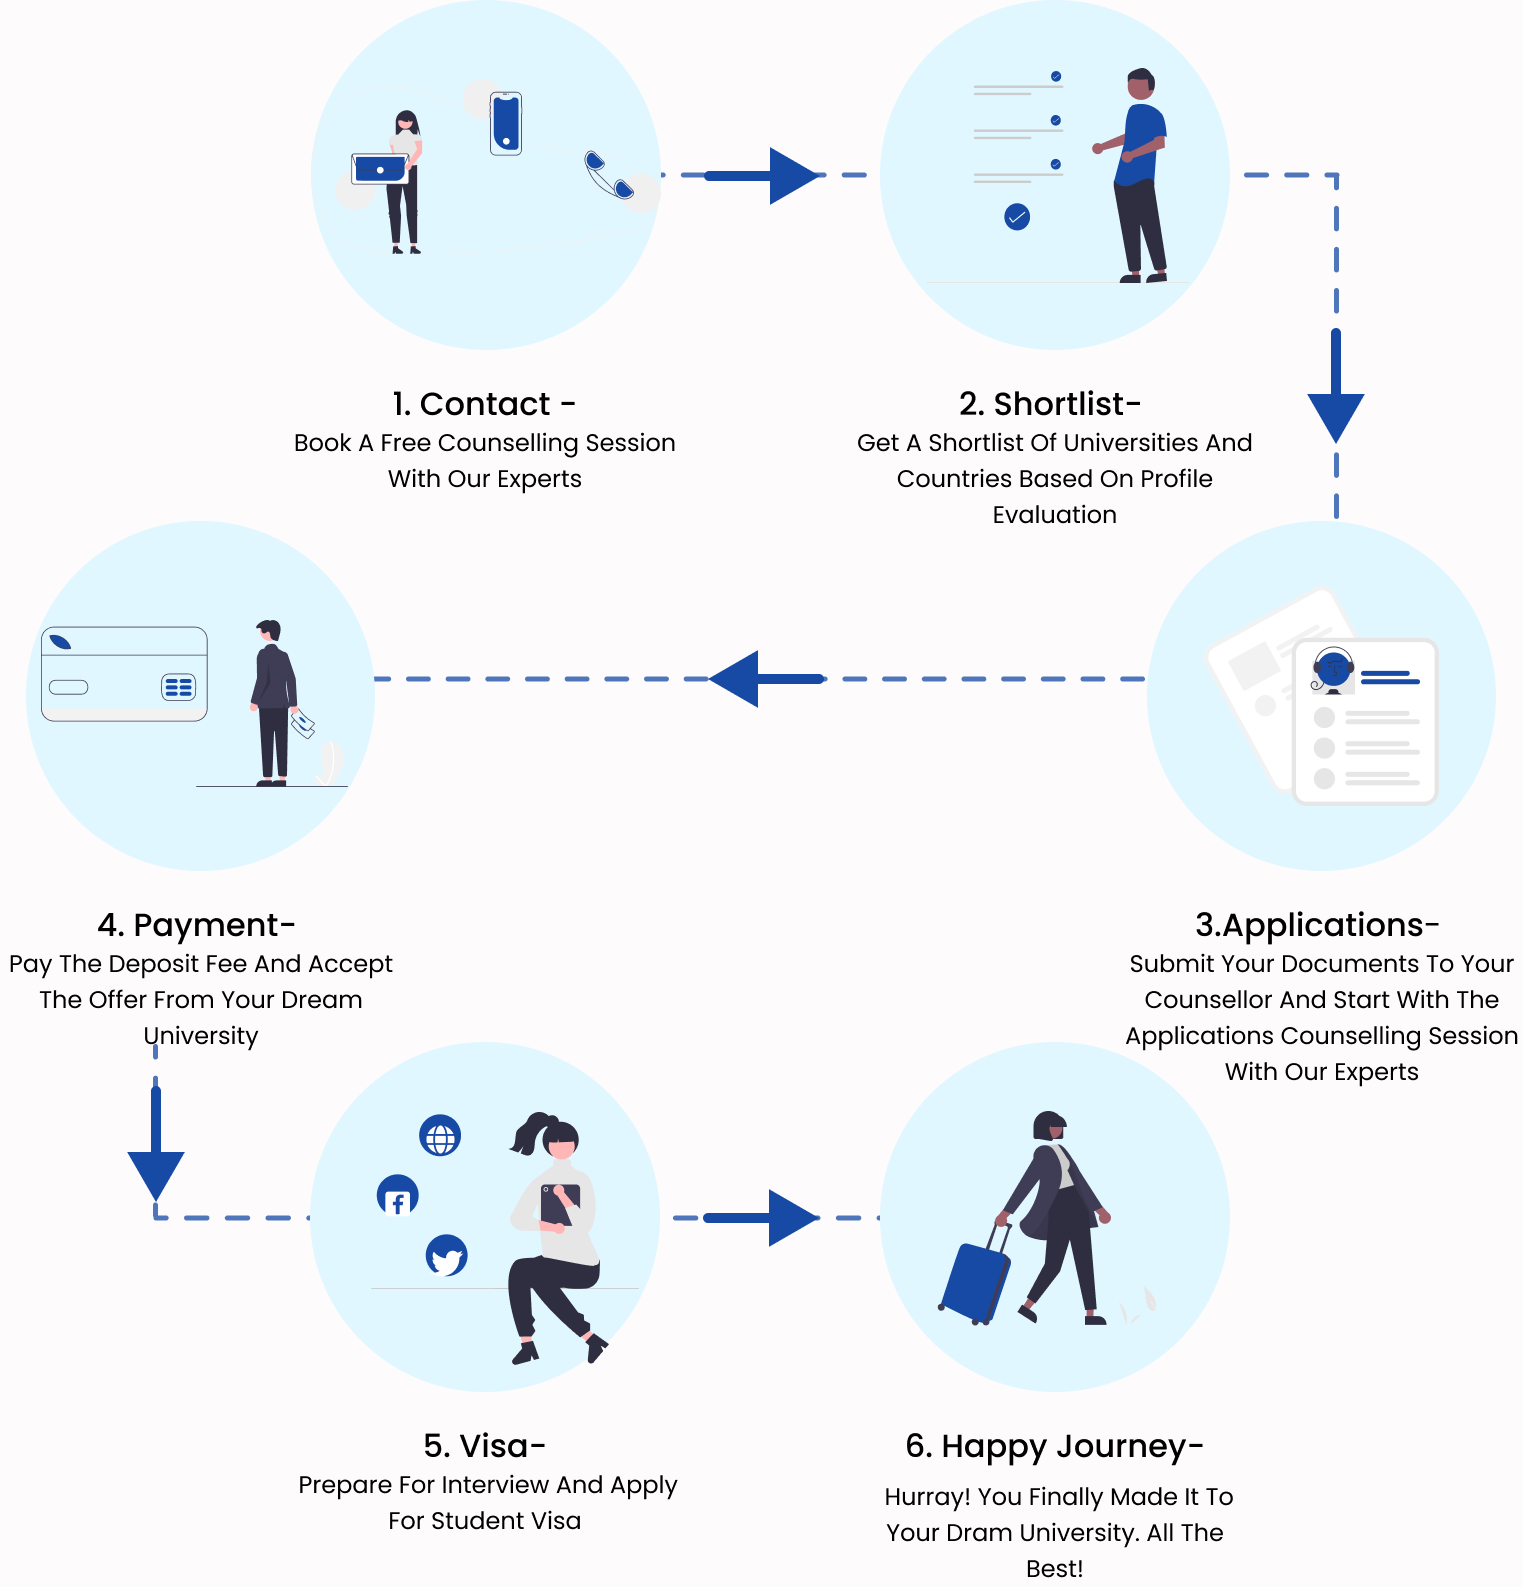 1. Contact -
Book A Free Counselling Session
With Our Experts
2. Shortlist-
Get A Shortlist Of Universities And
Countries Based On Profile
Evaluation
3.Applications-
Submit Your Documents To Your
Counsellor And Start With The
Applications Counselling Session
With Our Experts
4. Payment-
Pay The Deposit Fee And Accept
The Offer From Your Dream
University
5. Visa-
Prepare For Interview And Apply
For Student Visa
6. Happy Journey-
Hurray! You Finally Made It To
Your Dram University. All The
Best!